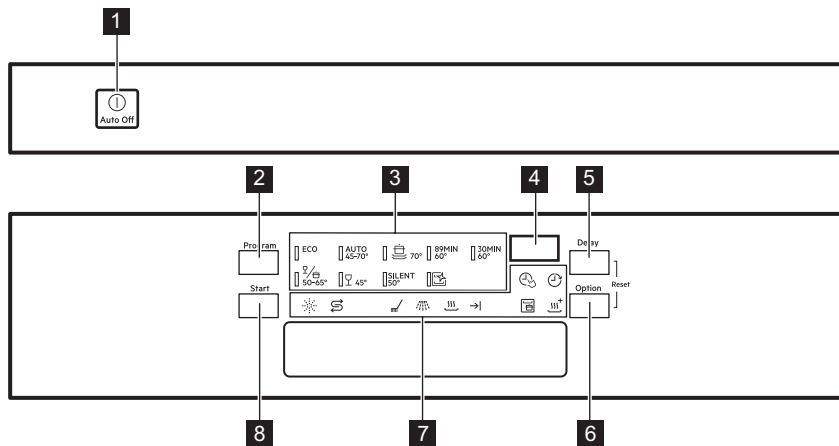 1
Auto Off
2
3
4
5
Program
ECO
AUTO
45-70°
70°
89MIN
60°
30MIN
60°
Delay
50-65°
45°
SILENT
50°
Reset
Start
Option
8
7
6